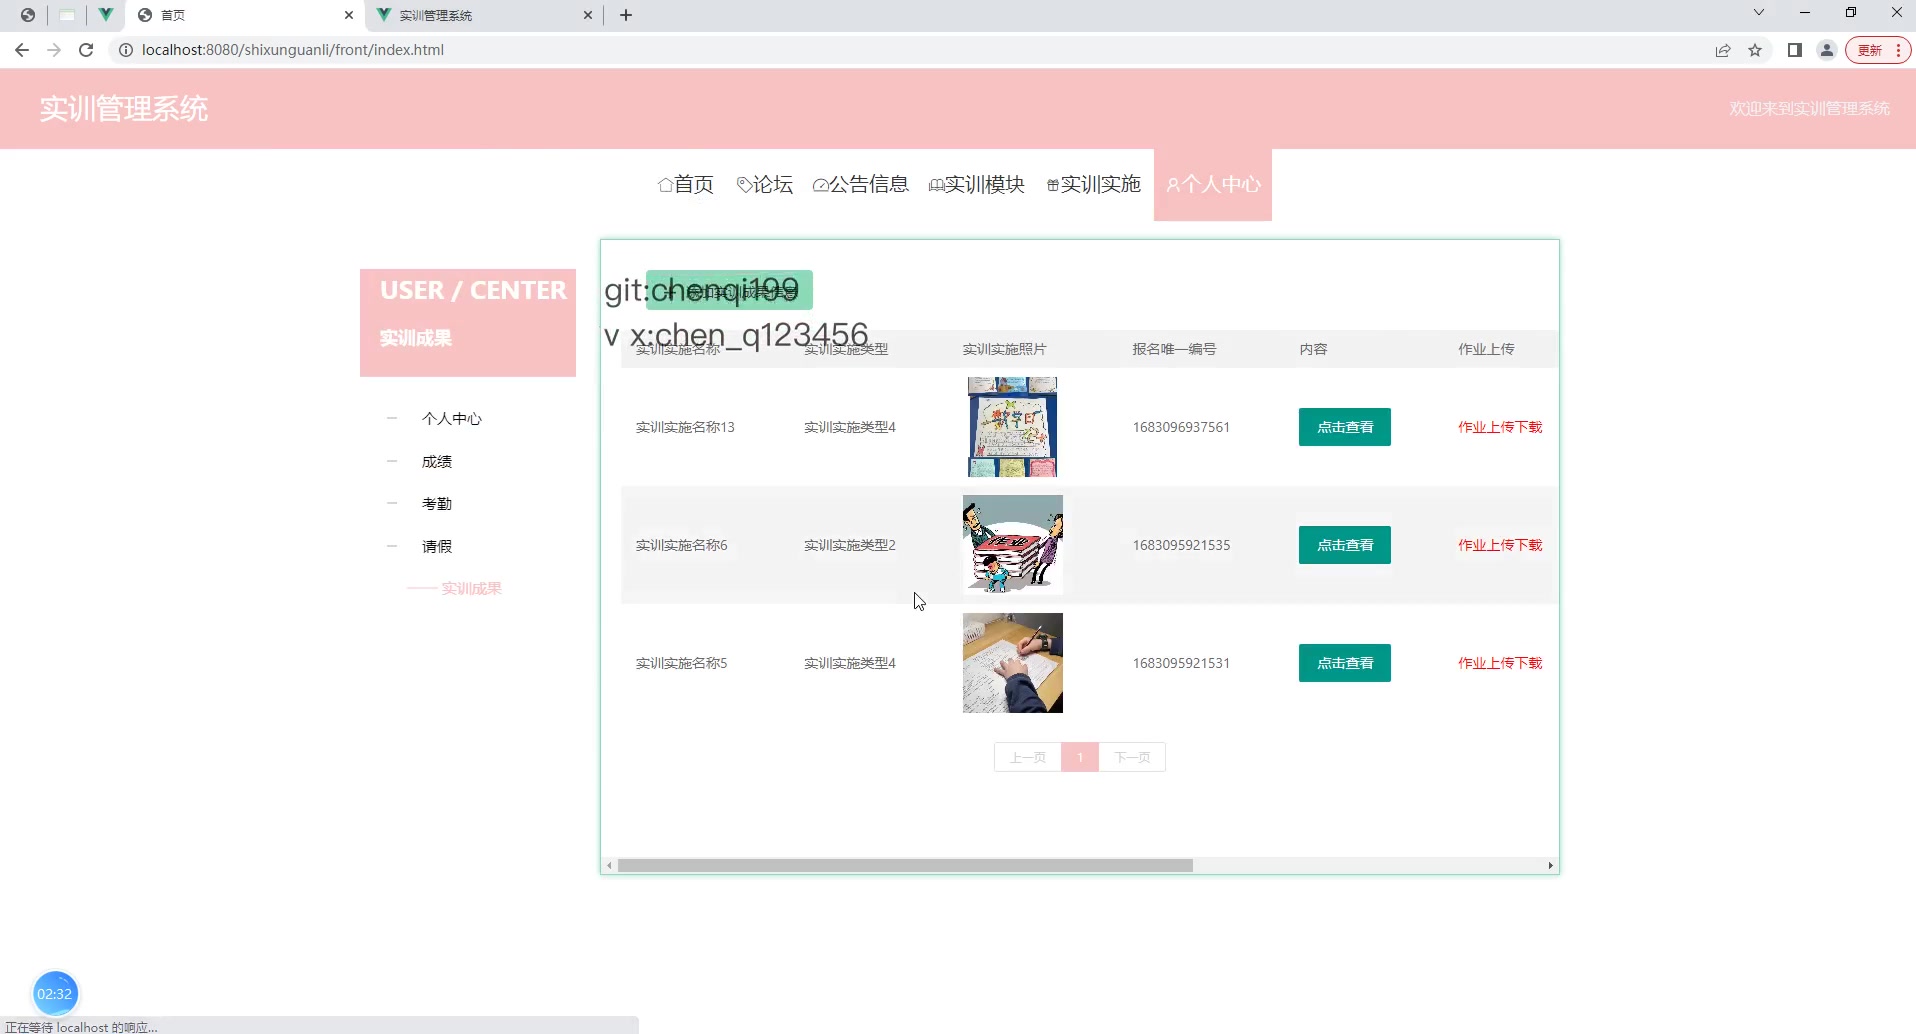 首页
实训管理系统
localhost:8080/shixunguanli/front/index.html
更新
实训管理系统
欢迎来到实训管理系统
首页
论坛
公告信息
实训模块
实训实施
个人中心
USER / CENTER
实训成果
个人中心
成绩
考勤
请假
实训成果
git:chenqi199
v x:chen_q123456
实训实施名称 实训实施类型 实训实施照片 报名唯一编号 内容 作业上传
实训实施名称13 实训实施类型4 1683096937561 点击查看 作业上传下载
实训实施名称6 实训实施类型2 1683095921535 点击查看 作业上传下载
实训实施名称5 实训实施类型4 1683095921531 点击查看 作业上传下载
上一页 1 下一页
02:32
正在等待 localhost 的响应...